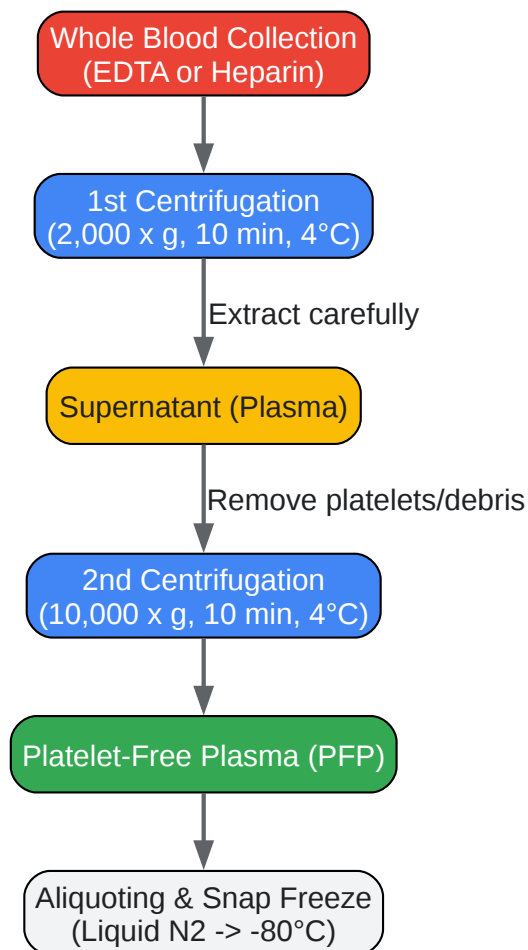 Whole Blood Collection
(EDTA or Heparin)
1st Centrifugation
(2,000 x g, 10 min, 4°C)
Extract carefully
Supernatant (Plasma)
Remove platelets/debris
2nd Centrifugation
(10,000 x g, 10 min, 4°C)
Platelet-Free Plasma (PFP)
Aliquoting & Snap Freeze
(Liquid N2 -> -80°C)